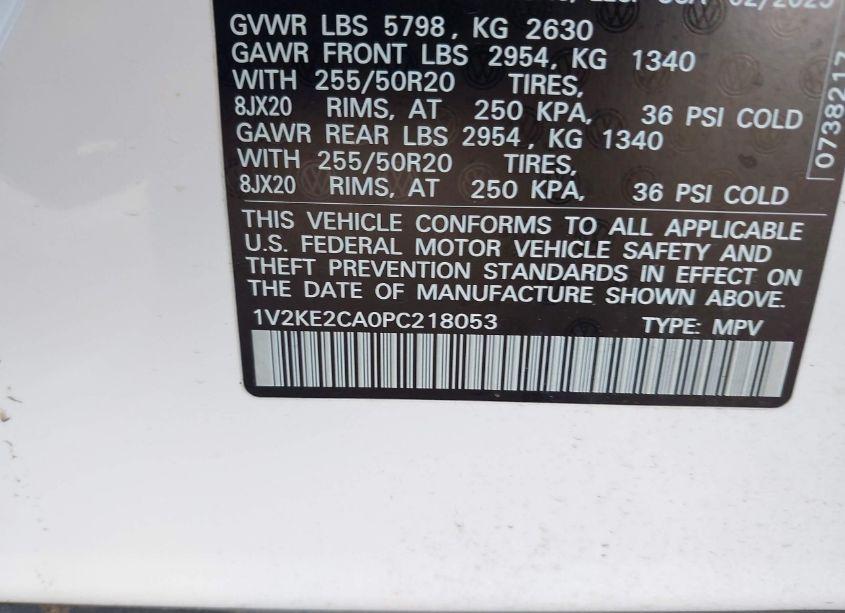 USA 02/2023
GVWR LBS 5798, KG 2630
GAWR FRONT LBS 2954, KG 1340
WITH 255/50R20 TIRES,
8JX20 RIMS, AT 250 KPA, 36 PSI COLD
GAWR REAR LBS 2954, KG 1340
WITH 255/50R20 TIRES,
8JX20 RIMS, AT 250 KPA, 36 PSI COLD
THIS VEHICLE CONFORMS TO ALL APPLICABLE
U.S. FEDERAL MOTOR VEHICLE SAFETY AND
THEFT PREVENTION STANDARDS IN EFFECT ON
THE DATE OF MANUFACTURE SHOWN ABOVE.
1V2KE2CA0PC218053 TYPE: MPV
0738217